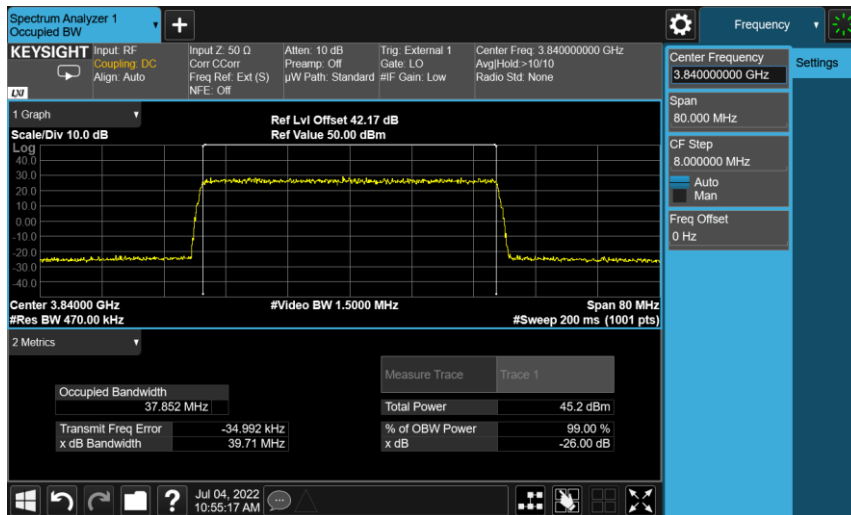 Spectrum Analyzer 1
Occupied BW
Frequency
KEYSIGHT
Input: RF
Coupling: DC
Align: Auto
Input Z: 50 Ω
Corr CCorr
Freq Ref: Ext (S)
NFE: Off
Atten: 10 dB
Preamp: Off
µW Path: Standard
Trig: External 1
Gate: LO
#IF Gain: Low
Center Freq: 3.840000000 GHz
Avg|Hold:>10/10
Radio Std: None
LXI
Center Frequency
3.840000000 GHz
Settings
Span
80.000 MHz
CF Step
8.000000 MHz
Auto
Man
Freq Offset
0 Hz
1 Graph
Scale/Div 10.0 dB
Ref Lvl Offset 42.17 dB
Ref Value 50.00 dBm
Log
40.0
30.0
20.0
10.0
0.00
-10.0
-20.0
-30.0
-40.0
Center 3.84000 GHz
#Video BW 1.5000 MHz
Span 80 MHz
#Res BW 470.00 kHz
#Sweep 200 ms (1001 pts)
2 Metrics
Measure Trace
Trace 1
Occupied Bandwidth
37.852 MHz
Total Power
45.2 dBm
Transmit Freq Error
-34.992 kHz
% of OBW Power
99.00 %
x dB Bandwidth
39.71 MHz
x dB
-26.00 dB
?
Jul 04, 2022
10:55:17 AM